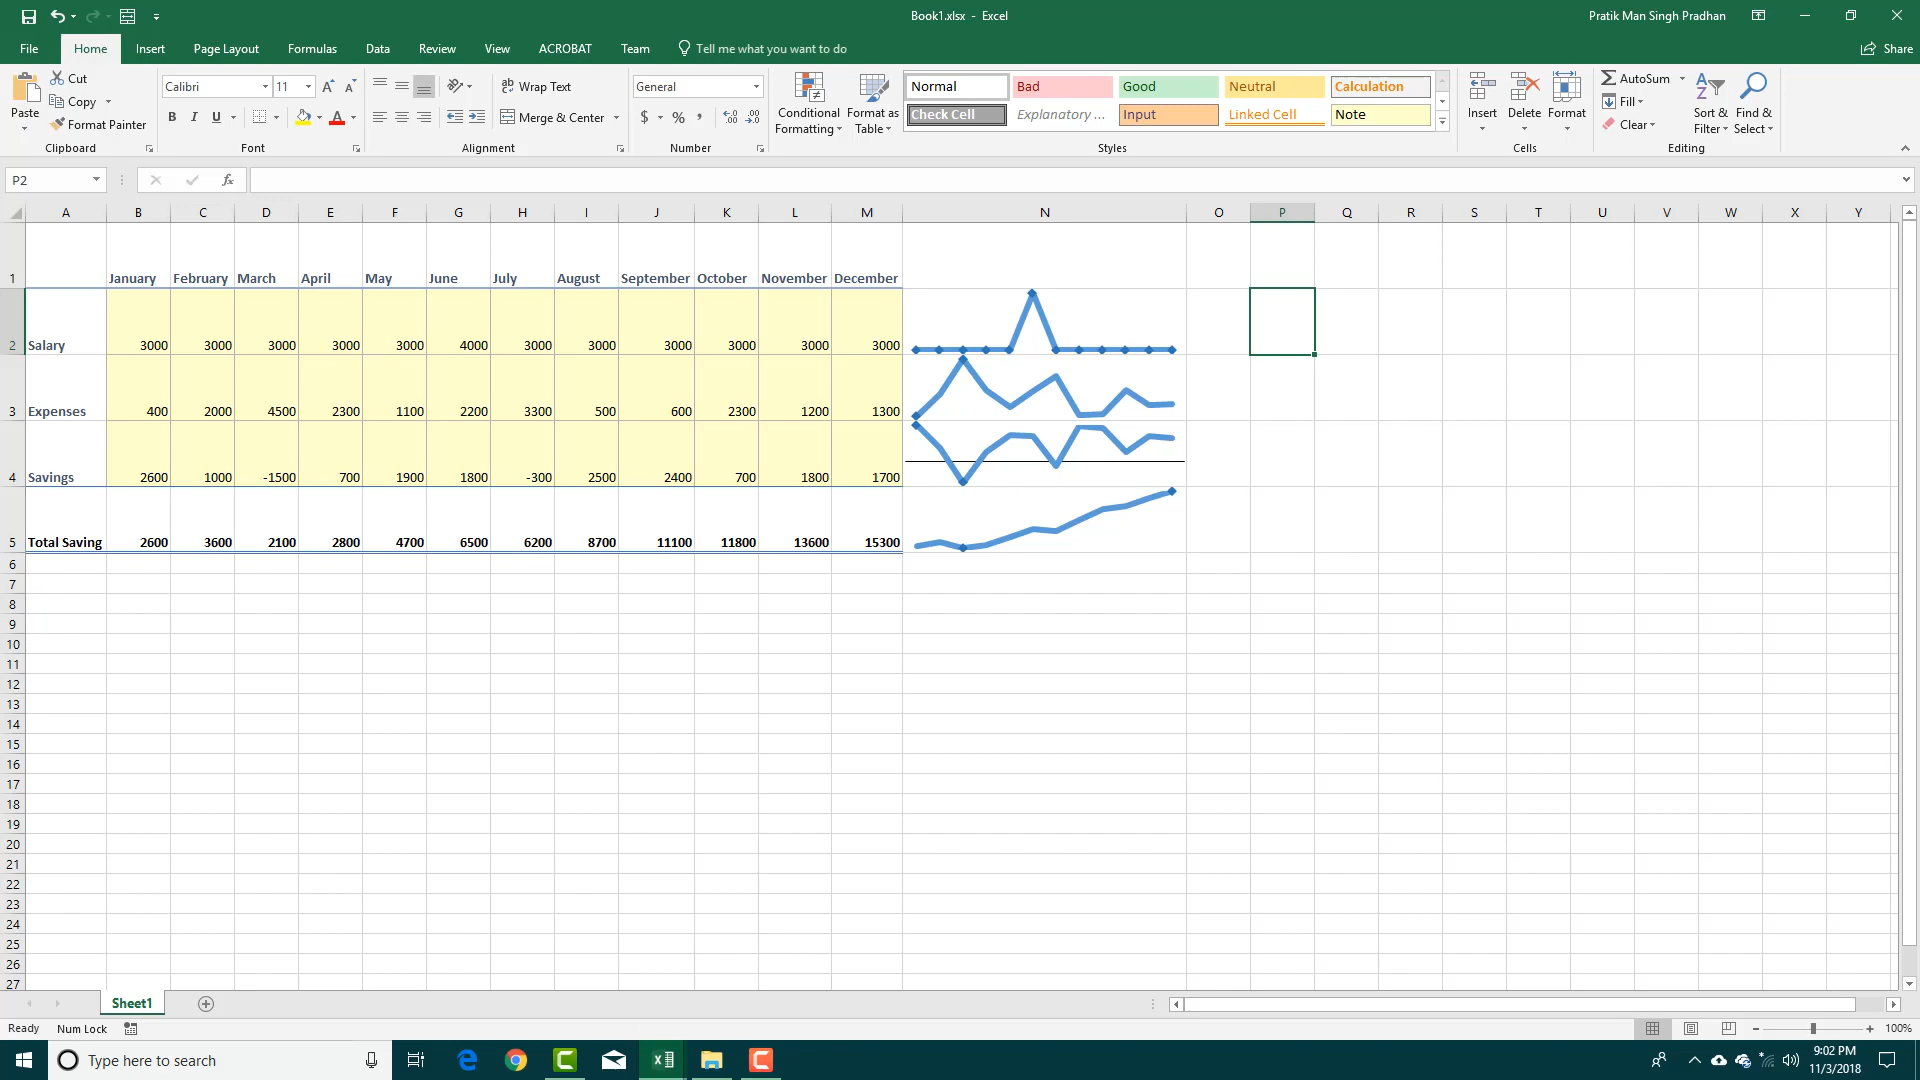 Book1.xlsx - Excel
Pratik Man Singh Pradhan
File Home Insert Page Layout Formulas Data Review View ACROBAT Team Tell me what you want to do Share
Paste Cut Copy Format Painter
Clipboard
Calibri 11
B I U A
Font
Wrap Text
Merge & Center
Alignment
General
$ % ,
Number
Conditional Formatting
Format as Table
Normal Bad Good Neutral Calculation
Check Cell Explanatory ... Input Linked Cell Note
Styles
Insert Delete Format
Cells
AutoSum
Fill
Clear
Sort & Filter
Find & Select
Editing
P2 fx
A B C D E F G H I J K L M N O P Q R S T U V W X Y
1 January February March April May June July August September October November December
2 Salary 3000 3000 3000 3000 3000 4000 3000 3000 3000 3000 3000 3000
3 Expenses 400 2000 4500 2300 1100 2200 3300 500 600 2300 1200 1300
4 Savings 2600 1000 -1500 700 1900 1800 -300 2500 2400 700 1800 1700
5 Total Saving 2600 3600 2100 2800 4700 6500 6200 8700 11100 11800 13600 15300
6
7
8
9
10
11
12
13
14
15
16
17
18
19
20
21
22
23
24
25
26
27
Sheet1
Ready Num Lock 100%
Type here to search
9:02 PM
11/3/2018